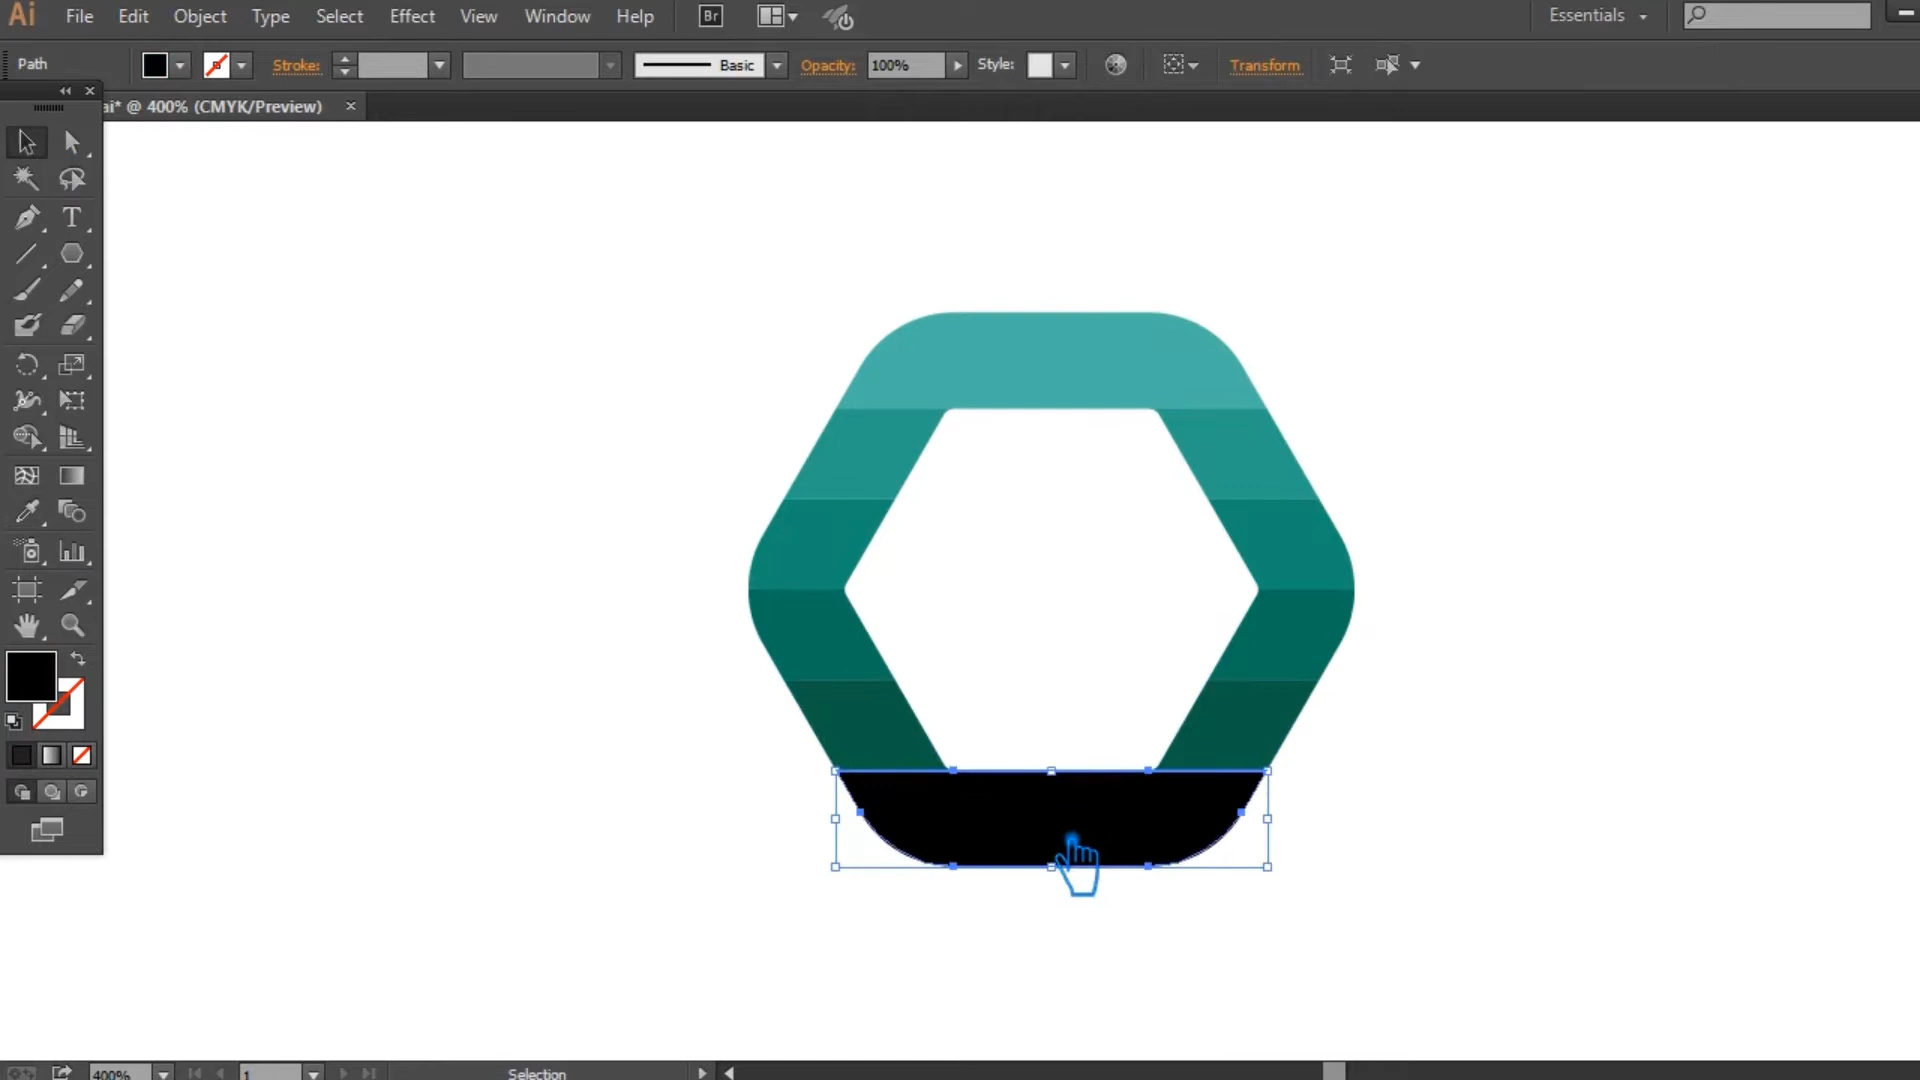 Ai File Edit Object Type Select Effect View Window Help Br Essentials
Path Stroke: Basic Opacity: 100% Style: Transform
ai* @ 400% (CMYK/Preview) ×
T
400% 1 Selection